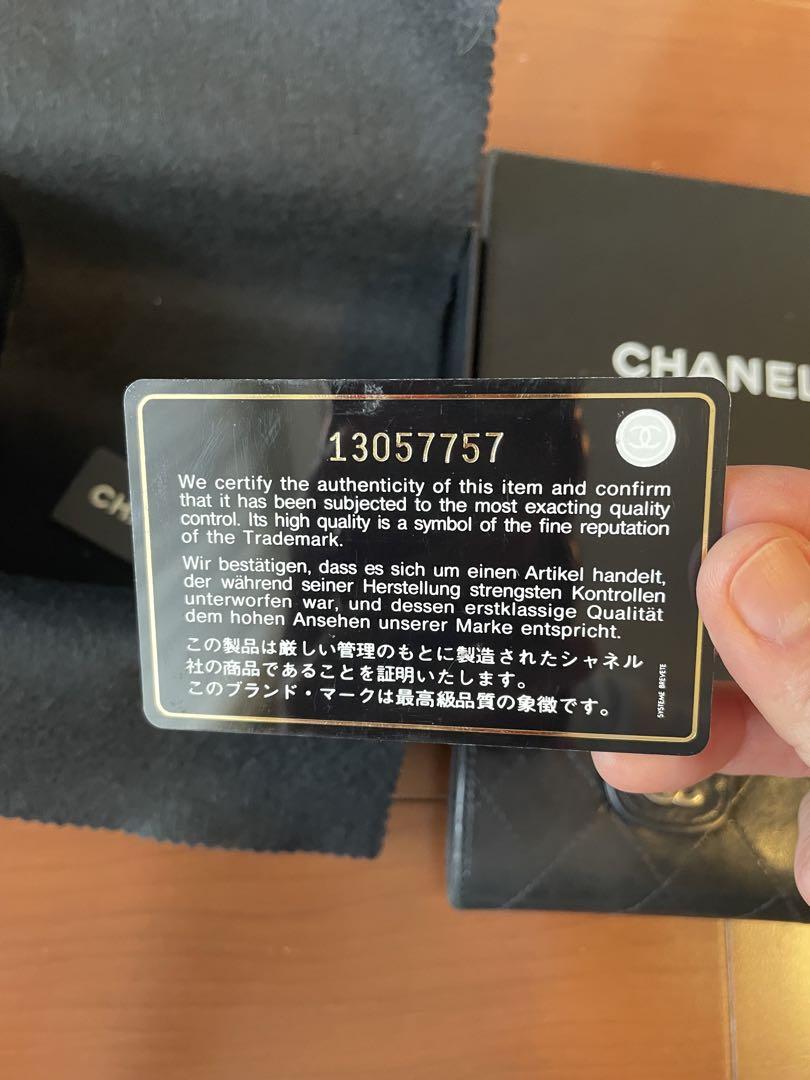 CHANEL
CH
13057757
We certify the authenticity of this item and confirm
that it has been subjected to the most exacting quality
control. Its high quality is a symbol of the fine reputation
of the Trademark.
Wir bestätigen, dass es sich um einen Artikel handelt,
der während seiner Herstellung strengsten Kontrollen
unterworfen war, und dessen erstklassige Qualität
dem hohen Ansehen unserer Marke entspricht.
この製品は厳しい管理のもとに製造されたシャネル
社の商品であることを証明いたします。
このブランド・マークは最高級品質の象徴です。
SYSTEME BREVETE